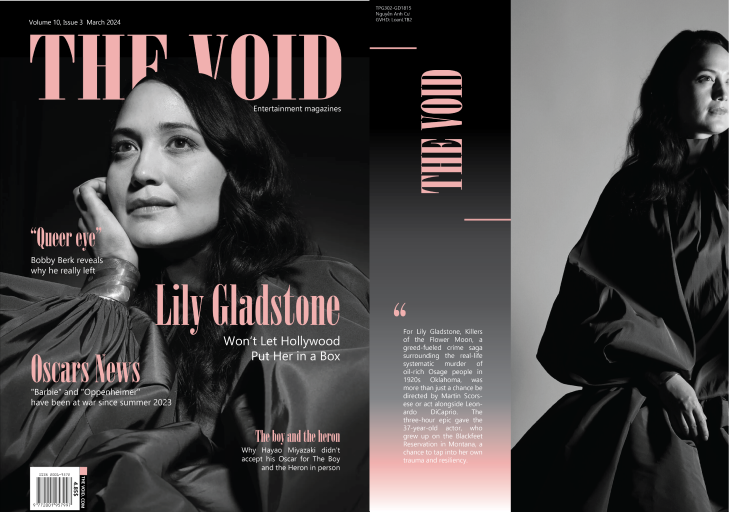 Volume 10, Issue 3 March 2024
THE VOID
Entertainment magazines
“Queer eye”
Bobby Berk reveals
why he really left
Lily Gladstone
Won’t Let Hollywood
Put Her in a Box
Oscars News
"Barbie" and "Oppenheimer"
have been at war since summer 2023
The boy and the heron
Why Hayao Miyazaki didn't
accept his Oscar for The Boy
and the Heron in person
TPG302-GD1815
Nguyễn Anh Cư
GVHD: LoanLTB2
THE VOID
“
For Lily Gladstone, Killers
of the Flower Moon, a
greed-fueled crime saga
surrounding the real-life
systematic murder of
oil-rich Osage people in
1920s Oklahoma, was
more than just a chance be
directed by Martin Scors-
ese or act alongside Leon-
ardo DiCaprio. The
three-hour epic gave the
37-year-old actor, who
grew up on the Blackfeet
Reservation in Montana, a
chance to tap into her own
trauma and resiliency.